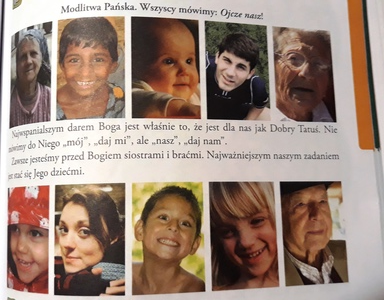 Modlitwa Pańska. Wszyscy mówimy: Ojcze nasz!
Najwspanialszym darem Boga jest właśnie to, że jest dla nas jak Dobry Tatuś. Nie
mówimy do Niego „mój”, „daj mi”, ale „nasz”, „daj nam”.
Zawsze jesteśmy przed Bogiem siostrami i braćmi. Najważniejszym naszym zadaniem
jest stać się Jego dziećmi.